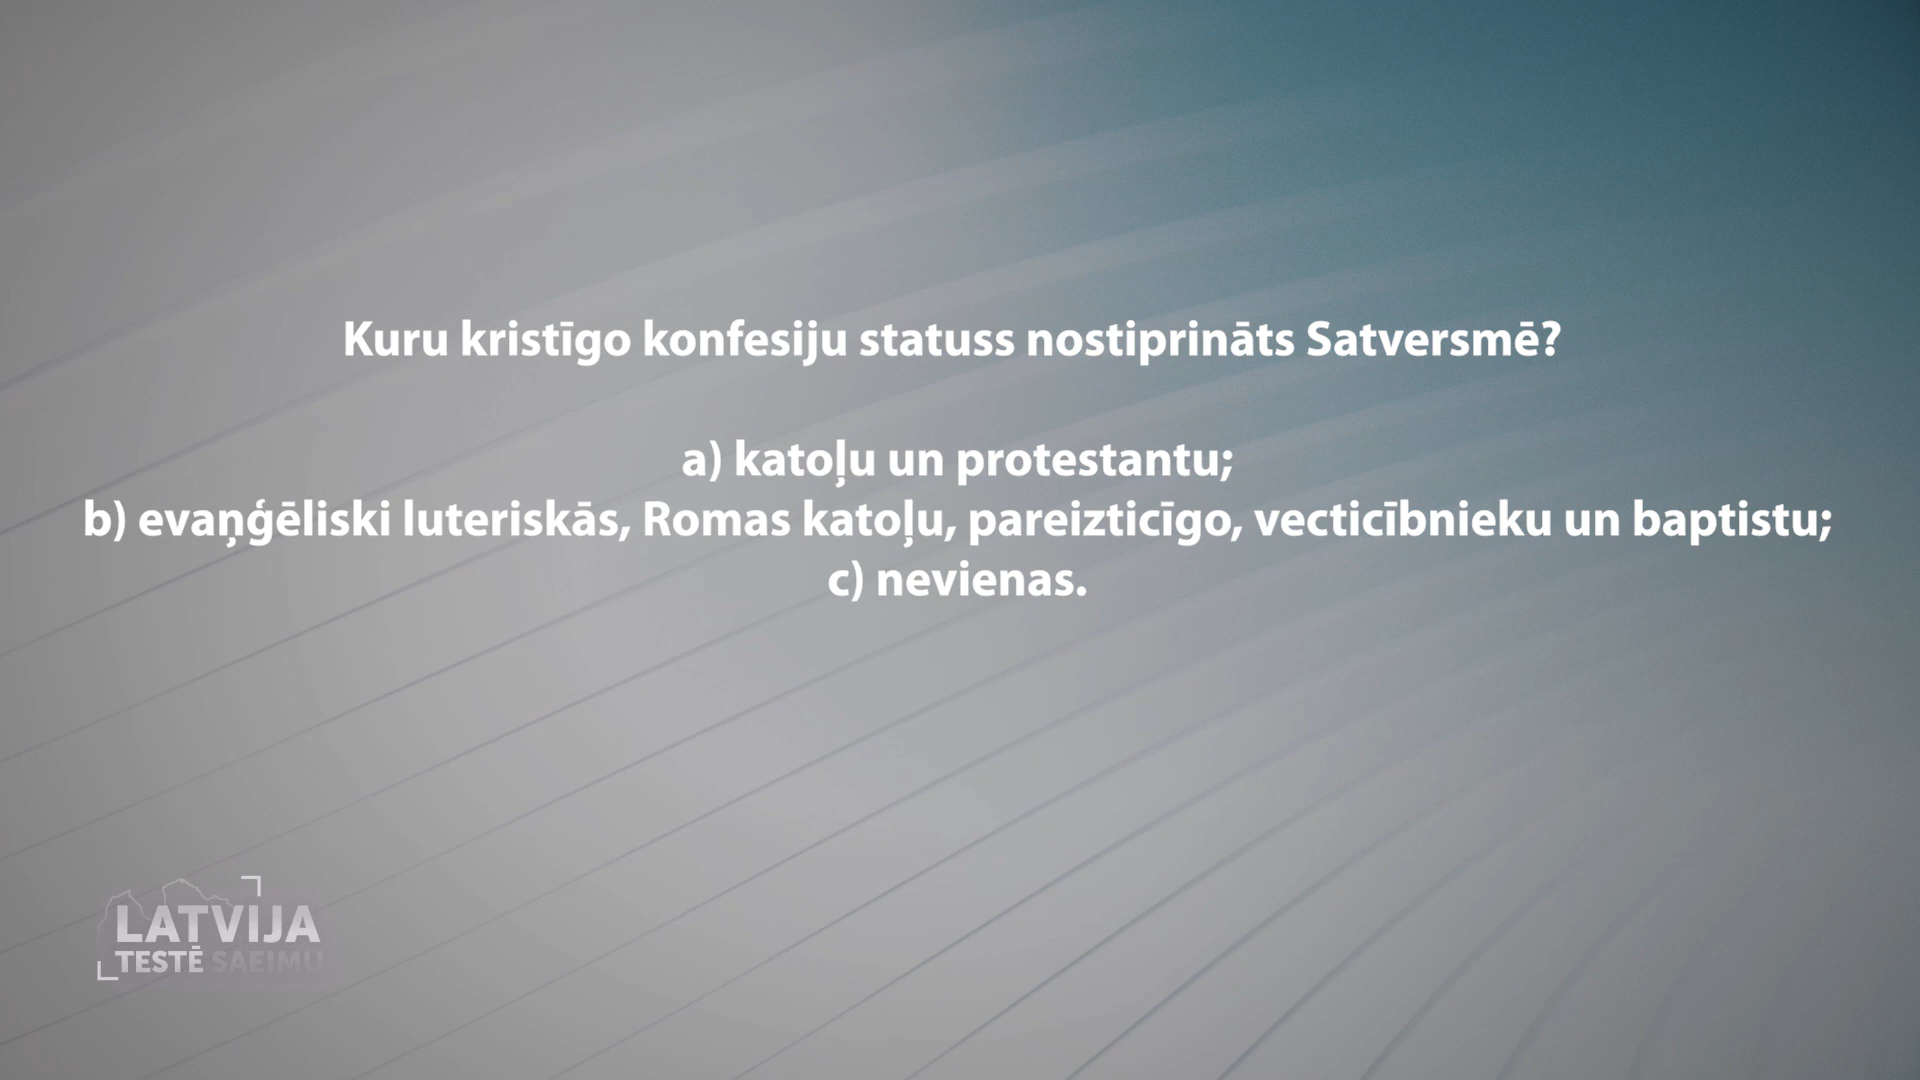 Kuru kristīgo konfesiju statuss nostiprināts Satversmē?
a) katoļu un protestantu;
b) evaņģēliski luteriskās, Romas katoļu, pareizticīgo, vecticībnieku un baptistu;
c) nevienas.
LATVIJA
TESTĒ SAEIMU